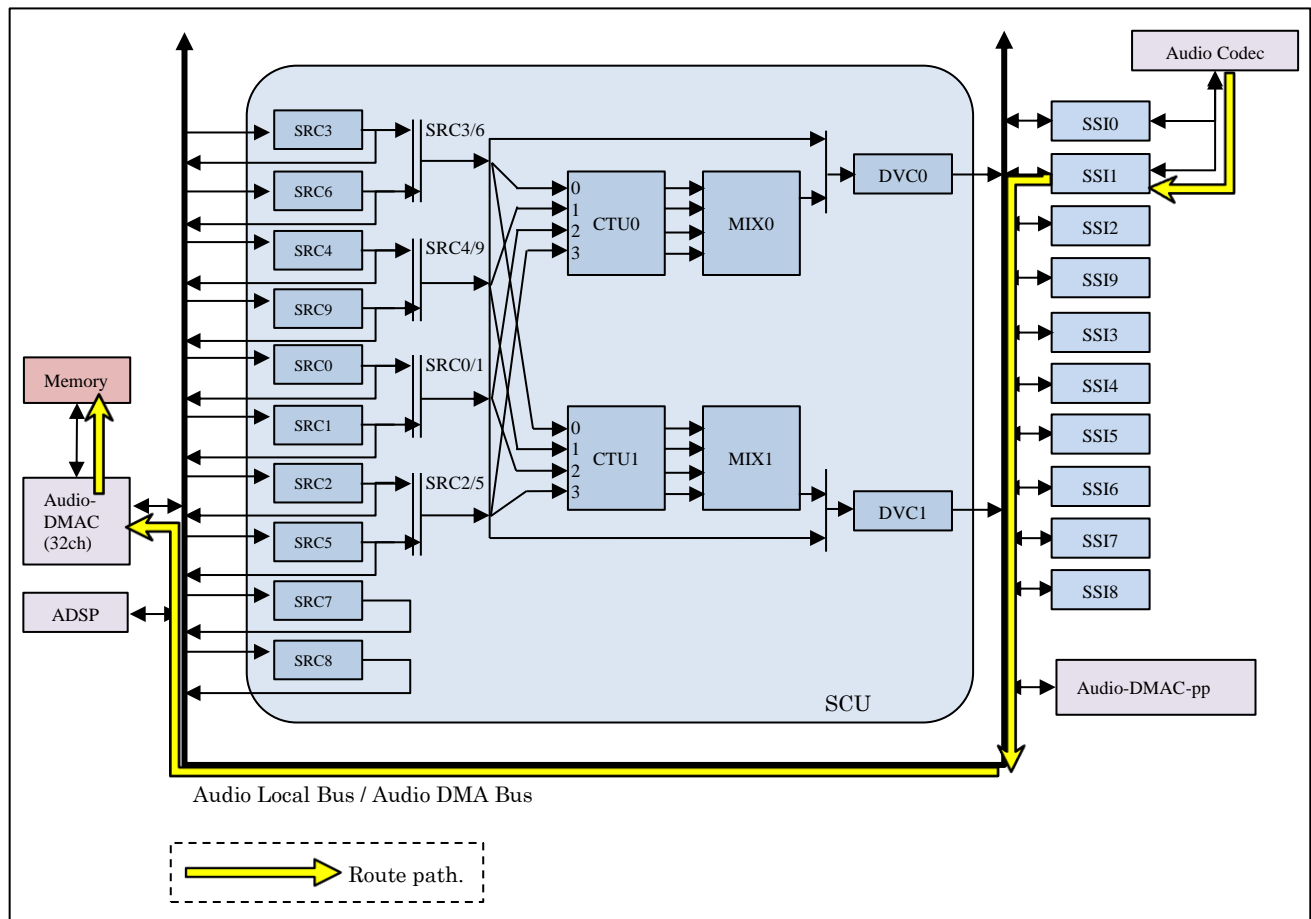 Audio Codec
SRC3
SRC3/6
SSI0
SRC6
DVC0
SSI1
0
1
2
3
CTU0
MIX0
SSI2
SRC4
SRC4/9
SSI9
SRC9
SSI3
Memory
SRC0
SRC0/1
SSI4
SRC1
0
1
2
3
CTU1
MIX1
SSI5
SRC2
SRC2/5
SSI6
Audio-
DMAC
(32ch)
DVC1
SRC5
SSI7
SRC7
SSI8
ADSP
SRC8
Audio-DMAC-pp
SCU
Audio Local Bus / Audio DMA Bus
Route path.